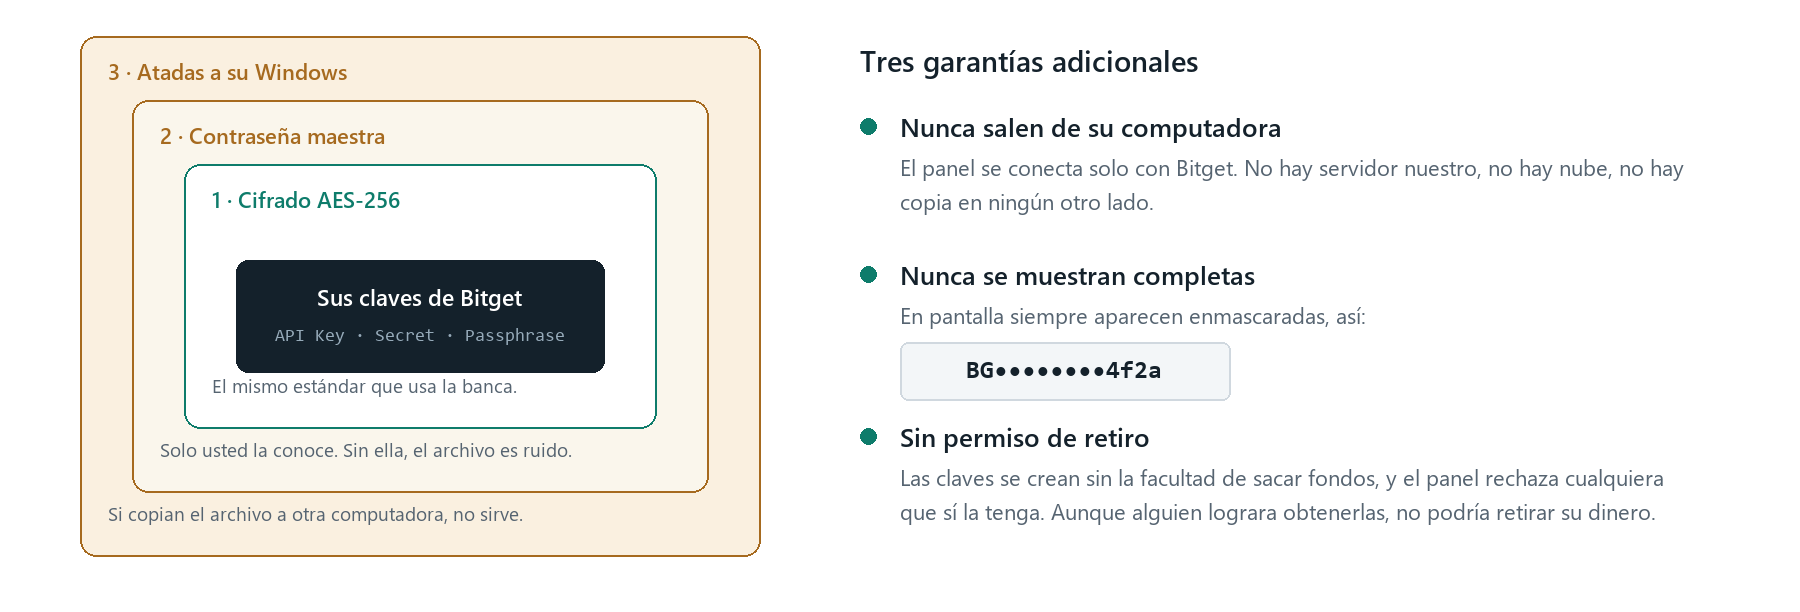 3 · Atadas a su Windows
2 · Contraseña maestra
1 · Cifrado AES-256
Sus claves de Bitget
API Key · Secret · Passphrase
El mismo estándar que usa la banca.
Solo usted la conoce. Sin ella, el archivo es ruido.
Si copian el archivo a otra computadora, no sirve.
Tres garantías adicionales
Nunca salen de su computadora
El panel se conecta solo con Bitget. No hay servidor nuestro, no hay nube, no hay
copia en ningún otro lado.
Nunca se muestran completas
En pantalla siempre aparecen enmascaradas, así:
BG••••••••4f2a
Sin permiso de retiro
Las claves se crean sin la facultad de sacar fondos, y el panel rechaza cualquiera
que sí la tenga. Aunque alguien lograra obtenerlas, no podría retirar su dinero.